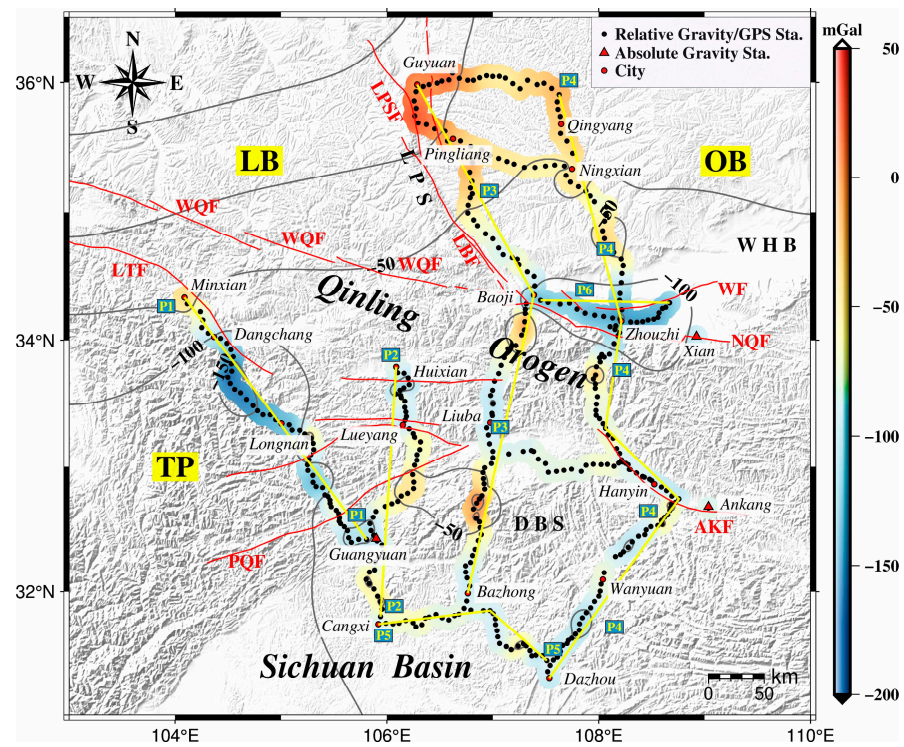 mGal
50
0
−50
−100
−150
−200
Relative Gravity/GPS Sta.
Absolute Gravity Sta.
City
N
W E
S
36°N
34°N
32°N
104°E
106°E
108°E
110°E
Guyuan
P4
LPSF
Qingyang
LB
Pingliang
OB
Ningxian
LPS
P3
WQF
WQF
WHB
P4
−50
WQF
LBF
LTF
Minxian
P1
Qinling
Baoji
P6
−100
WF
Dangchang
Zhouzhi
NQF
Xian
−100
P2
Orogen
Huixian
P4
Liuba
P3
Lueyang
Longnan
TP
Hanyin
Ankang
P1
P4
−50
DBS
AKF
Guangyuan
PQF
Bazhong
Wanyuan
P2
Cangxi
P5
P4
P5
Sichuan Basin
Dazhou
km
0 50